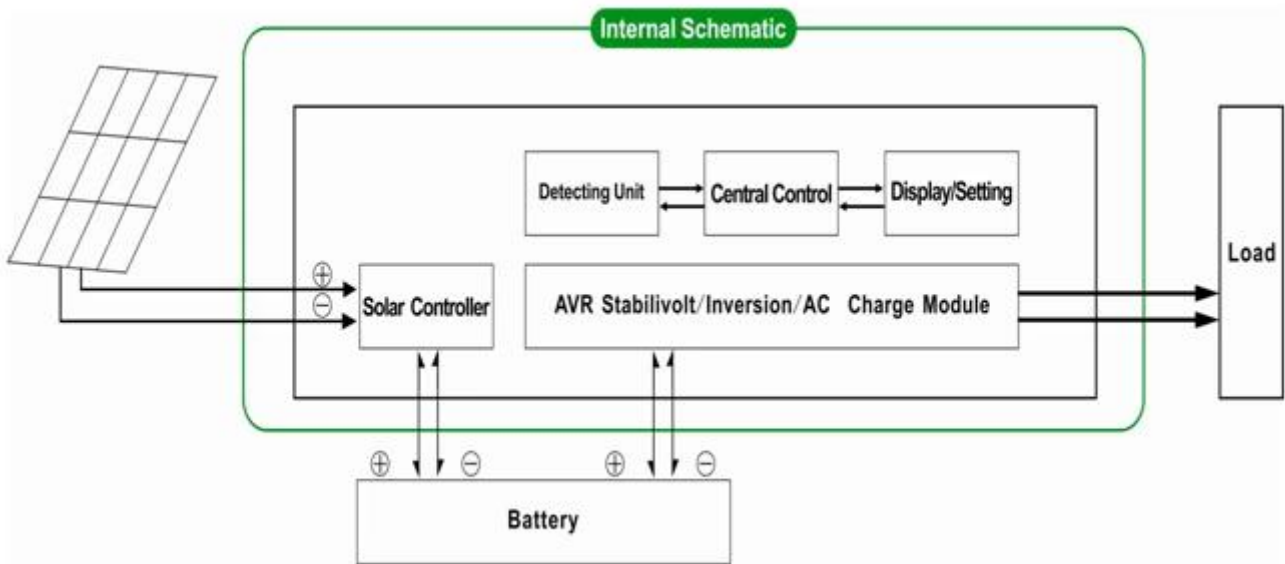 Internal Schematic
Detecting Unit
Central Control
Display/Setting
Load
⊕
⊖
Solar Controller
AVR Stabilivolt/Inversion/AC Charge Module
⊕ ⊖ ⊕ ⊖
Battery